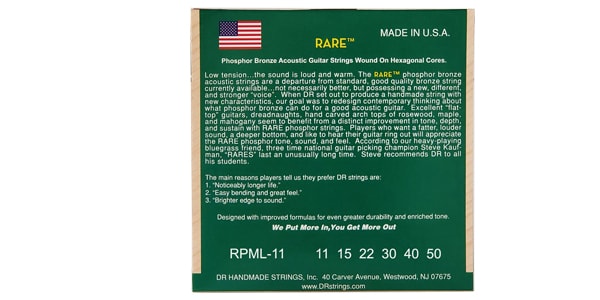 MADE IN U.S.A.
RARE™
Phosphor Bronze Acoustic Guitar Strings Wound On Hexagonal Cores.
Low tension...the sound is loud and warm. The RARE™ phosphor bronze
acoustic strings are a departure from standard, good quality bronze string
currently available...not necessarily better, but possessing a new, different,
and stronger “voice”. When DR set out to produce a handmade string with
new characteristics, our goal was to redesign contemporary thinking about
what phosphor bronze can do for a good acoustic guitar. Excellent “flat-
top” guitars, dreadnaughts, hand carved arch tops of rosewood, maple,
and mahogany seem to benefit from a distinct improvement in tone, depth,
and sustain with RARE phosphor strings. Players who want a fatter, louder
sound, a deeper bottom, and like to hear their guitar ring out will appreciate
the RARE phosphor tone, sound, and feel. According to our heavy-playing
bluegrass friend, three time national guitar picking champion Steve Kauf-
man, “RARES” last an unusually long time. Steve recommends DR to all
his students.
The main reasons players tell us they prefer DR strings are:
1. “Noticeably longer life.”
2. “Easy bending and great feel.”
3. “Brighter edge to sound.”
Designed with improved formulas for even greater durability and enriched tone.
We Put More In,You Get More Out
RPML-11 11 15 22 30 40 50
DR HANDMADE STRINGS, Inc. 40 Carver Avenue, Westwood, NJ 07675
www.DRstrings.com